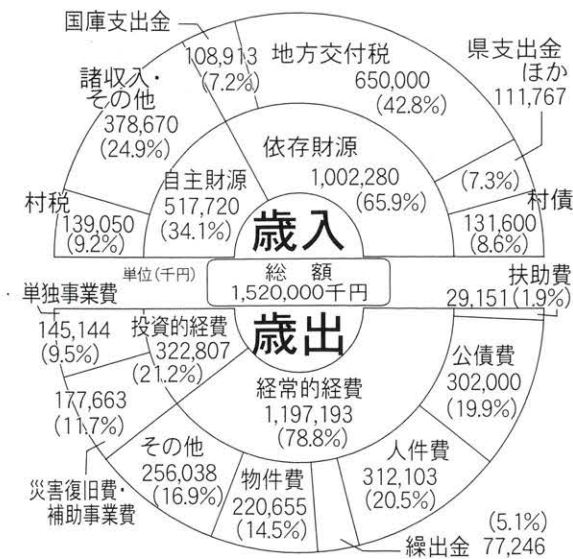 国庫支出金
108,913
(7.2%)
地方交付税
650,000
(42.8%)
県支出金
ほか
111,767
(7.3%)
諸収入・
その他
378,670
(24.9%)
自主財源
517,720
(34.1%)
依存財源
1,002,280
(65.9%)
村税
139,050
(9.2%)
村債
131,600
(8.6%)
歳入
単位(千円)
総額
1,520,000千円
歳出
扶助費
29,151(1.9%)
・単独事業費
145,144
(9.5%)
投資的経費
322,807
(21.2%)
公債費
302,000
(19.9%)
経常的経費
1,197,193
(78.8%)
177,663
(11.7%)
災害復旧費・
補助事業費
その他
256,038
(16.9%)
物件費
220,655
(14.5%)
人件費
312,103
(20.5%)
(5.1%)
繰出金 77,246